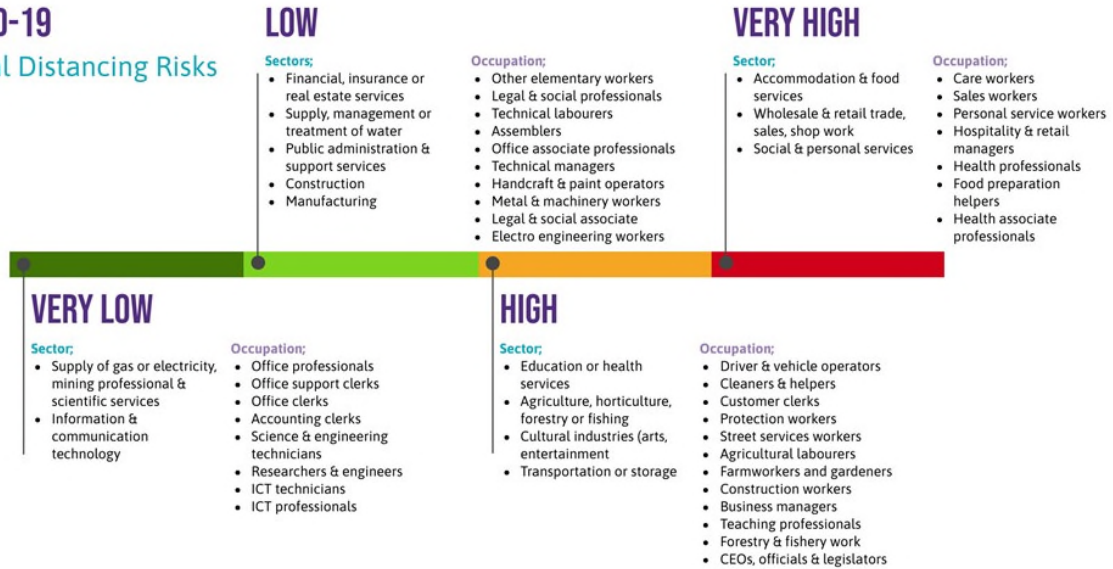 D-19
l Distancing Risks
LOW
Sectors;
• Financial, insurance or
real estate services
• Supply, management or
treatment of water
• Public administration &
support services
• Construction
• Manufacturing
Occupation;
• Other elementary workers
• Legal & social professionals
• Technical labourers
• Assemblers
• Office associate professionals
• Technical managers
• Handcraft & paint operators
• Metal & machinery workers
• Legal & social associate
• Electro engineering workers
VERY HIGH
Sector;
• Accommodation & food
services
• Wholesale & retail trade,
sales, shop work
• Social & personal services
Occupation;
• Care workers
• Sales workers
• Personal service workers
• Hospitality & retail
managers
• Health professionals
• Food preparation
helpers
• Health associate
professionals
VERY LOW
Sector;
• Supply of gas or electricity,
mining professional &
scientific services
• Information &
communication
technology
Occupation;
• Office professionals
• Office support clerks
• Office clerks
• Accounting clerks
• Science & engineering
technicians
• Researchers & engineers
• ICT technicians
• ICT professionals
HIGH
Sector;
• Education or health
services
• Agriculture, horticulture,
forestry or fishing
• Cultural industries (arts,
entertainment
• Transportation or storage
Occupation;
• Driver & vehicle operators
• Cleaners & helpers
• Customer clerks
• Protection workers
• Street services workers
• Agricultural labourers
• Farmworkers and gardeners
• Construction workers
• Business managers
• Teaching professionals
• Forestry & fishery work
• CEOs, officials & legislators